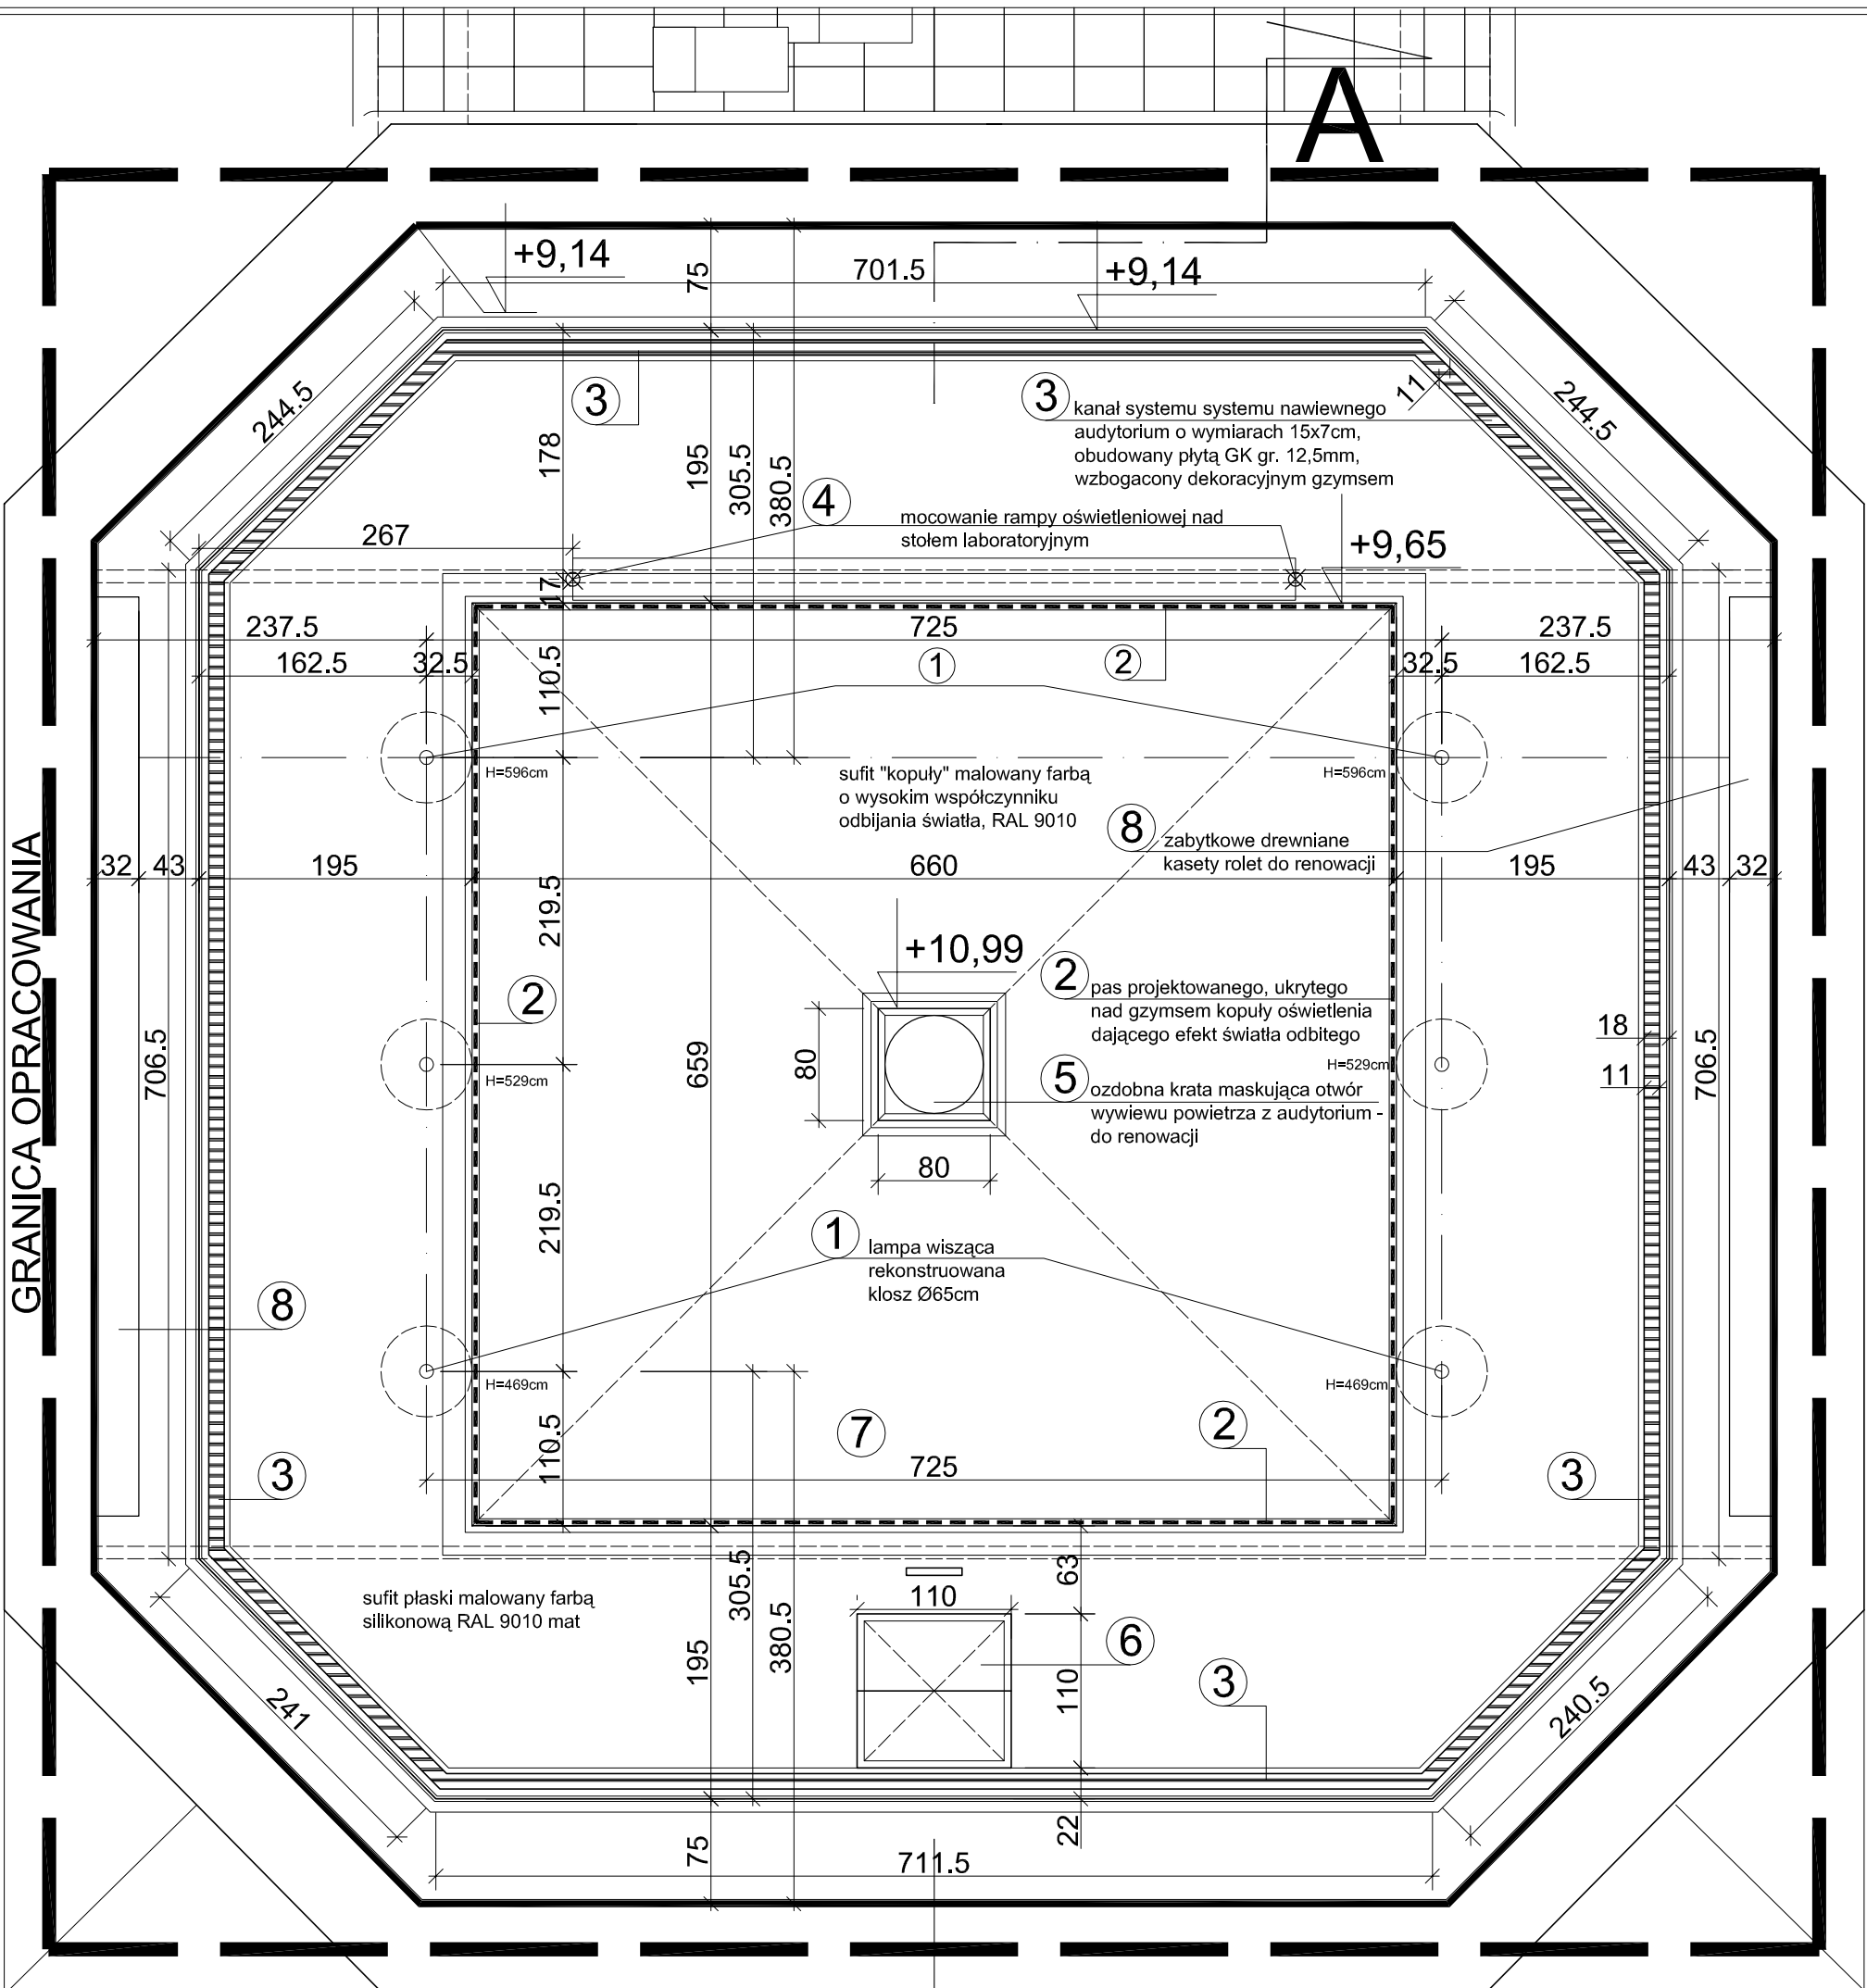 A
+9,14
75
701.5
+9,14
244.5
244.5
11
3
3
kanał systemu systemu nawiewnego
audytorium o wymiarach 15x7cm,
obudowany płytą GK gr. 12,5mm,
wzbogacony dekoracyjnym gzymsem
178
195
305.5
380.5
4
mocowanie rampy oświetleniowej nad
stołem laboratoryjnym
267
+9,65
17
237.5
725
237.5
162.5
32.5
110.5
1
2
32.5
162.5
H=596cm
H=596cm
sufit "kopuły" malowany farbą
o wysokim współczynniku
odbijania światła, RAL 9010
8
zabytkowe drewniane
kasety rolet do renowacji
32
43
195
660
195
43
32
219.5
+10,99
2
2
pas projektowanego, ukrytego
nad gzymsem kopuły oświetlenia
dającego efekt światła odbitego
GRANICA OPRACOWANIA
706.5
659
80
18
11
706.5
H=529cm
H=529cm
5
ozdobna krata maskująca otwór
wywiewu powietrza z audytorium -
do renowacji
80
219.5
1
lampa wisząca
rekonstruowana
klosz Ø65cm
8
H=469cm
H=469cm
110.5
7
2
725
3
3
sufit płaski malowany farbą
silikonową RAL 9010 mat
305.5
380.5
195
63
110
6
110
3
241
240.5
22
75
711.5